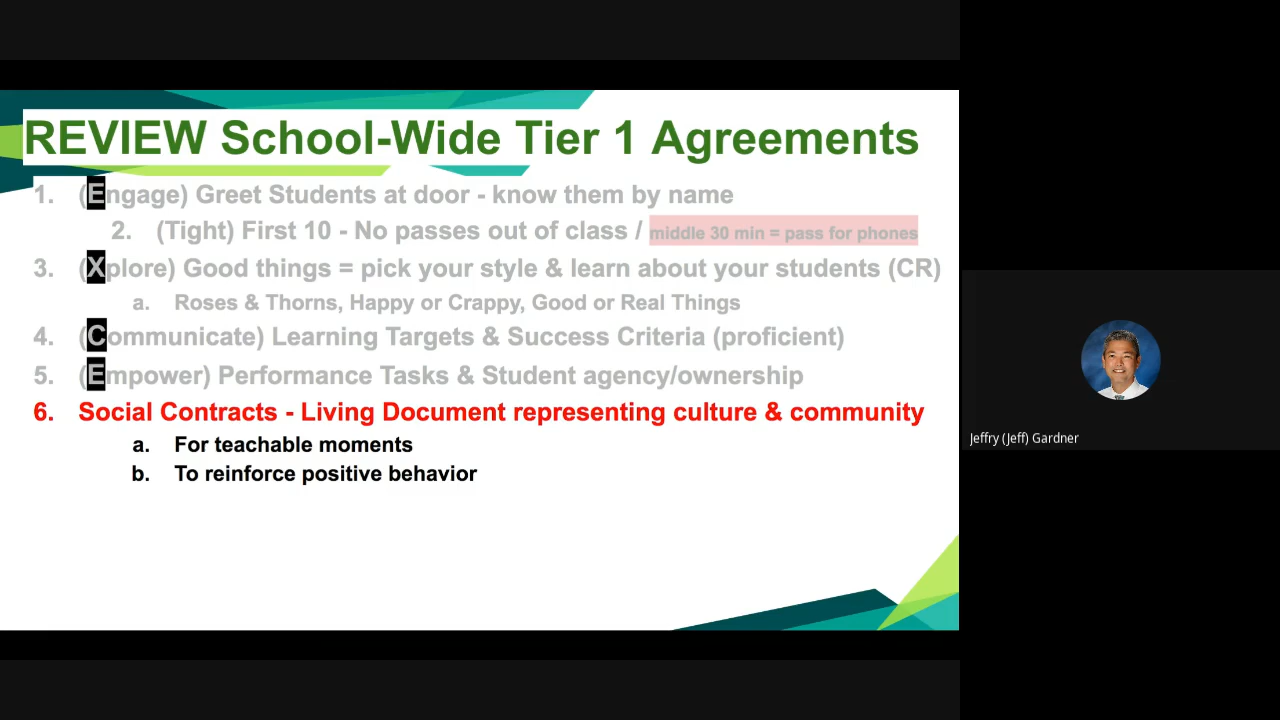 REVIEW School-Wide Tier 1 Agreements
1. (Engage) Greet Students at door - know them by name
2. (Tight) First 10 - No passes out of class / middle 30 min = pass for phones
3. (Xplore) Good things = pick your style & learn about your students (CR)
a. Roses & Thorns, Happy or Crappy, Good or Real Things
4. (Communicate) Learning Targets & Success Criteria (proficient)
5. (Empower) Performance Tasks & Student agency/ownership
6. Social Contracts - Living Document representing culture & community
a. For teachable moments
b. To reinforce positive behavior
Jeffry (Jeff) Gardner